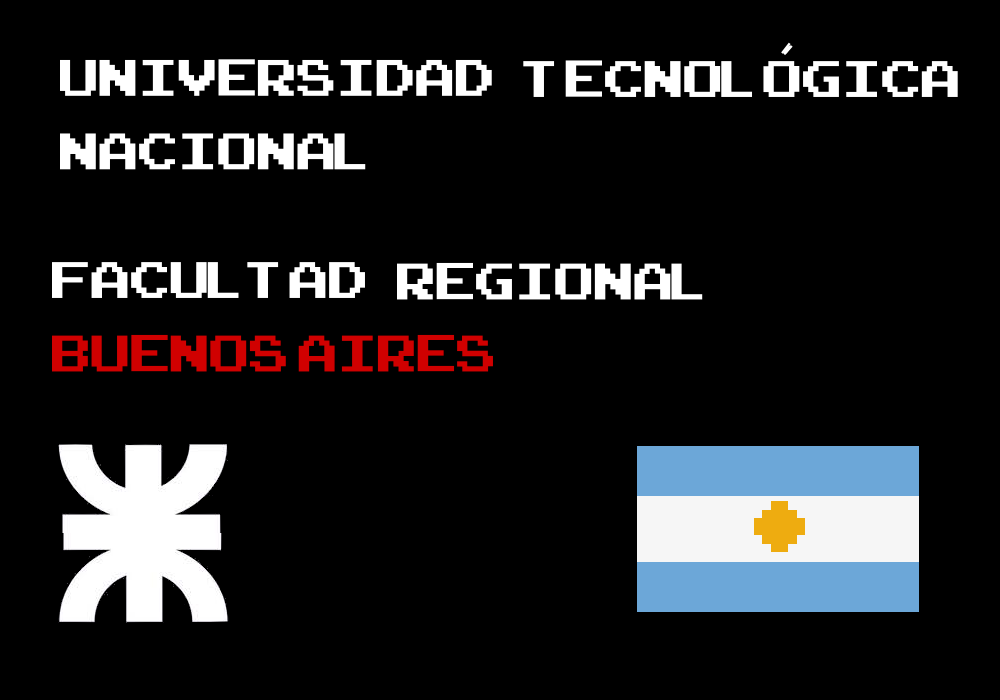 UNIVERSIDAD TECNOLÓGICA
NACIONAL
FACULTAD REGIONAL
BUENOS AIRES